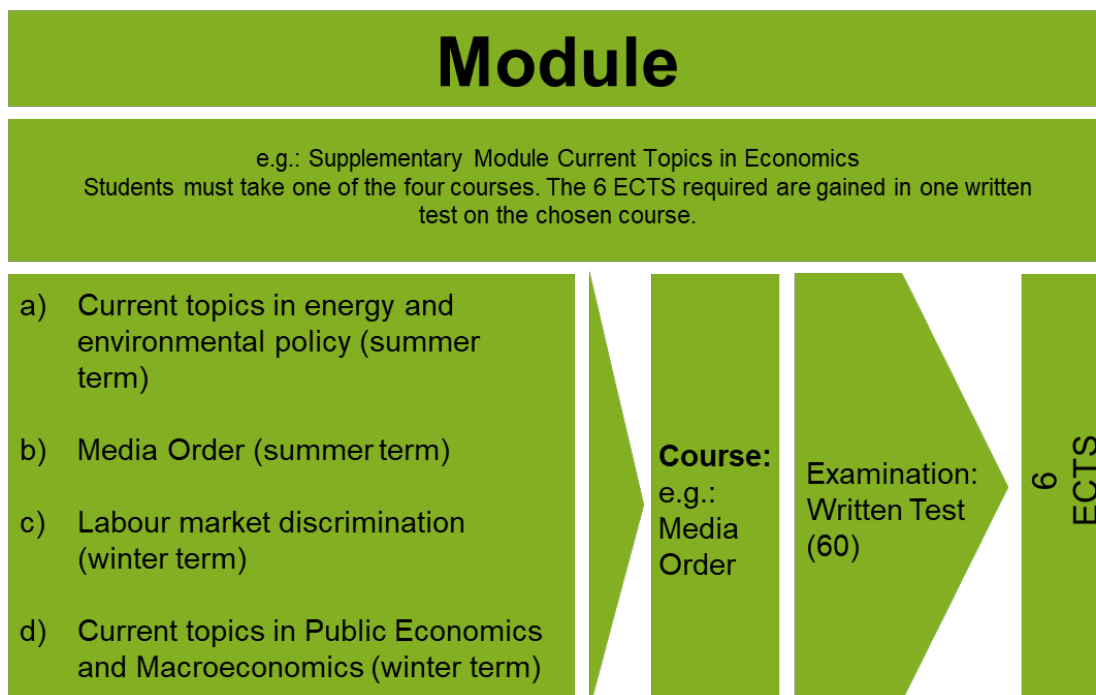 Module
e.g.: Supplementary Module Current Topics in Economics
Students must take one of the four courses. The 6 ECTS required are gained in one written
test on the chosen course.
a) Current topics in energy and
environmental policy (summer
term)
b) Media Order (summer term)
c) Labour market discrimination
(winter term)
d) Current topics in Public Economics
and Macroeconomics (winter term)
Course:
e.g.:
Media
Order
Examination:
Written Test
(60)
6
ECTS